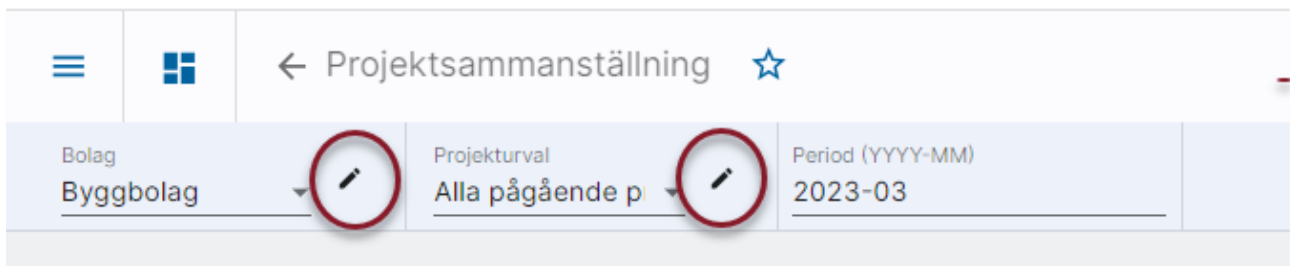 Projektsammanställning
Bolag
Byggbolag
Projekturval
Alla pågående p
Period (YYYY-MM)
2023-03